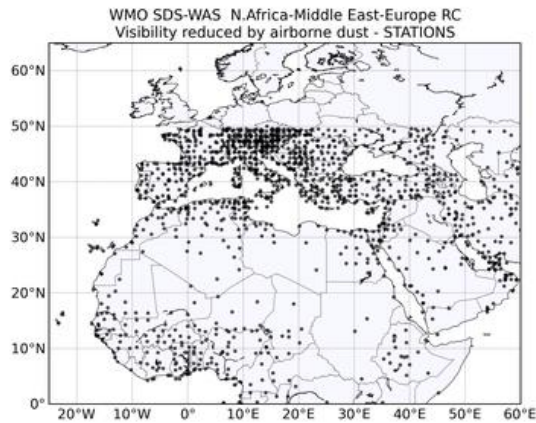 WMO SDS-WAS N.Africa-Middle East-Europe RC
Visibility reduced by airborne dust - STATIONS
60°N
50°N
40°N
30°N
20°N
10°N
0°
20°W 10°W 0° 10°E 20°E 30°E 40°E 50°E 60°E